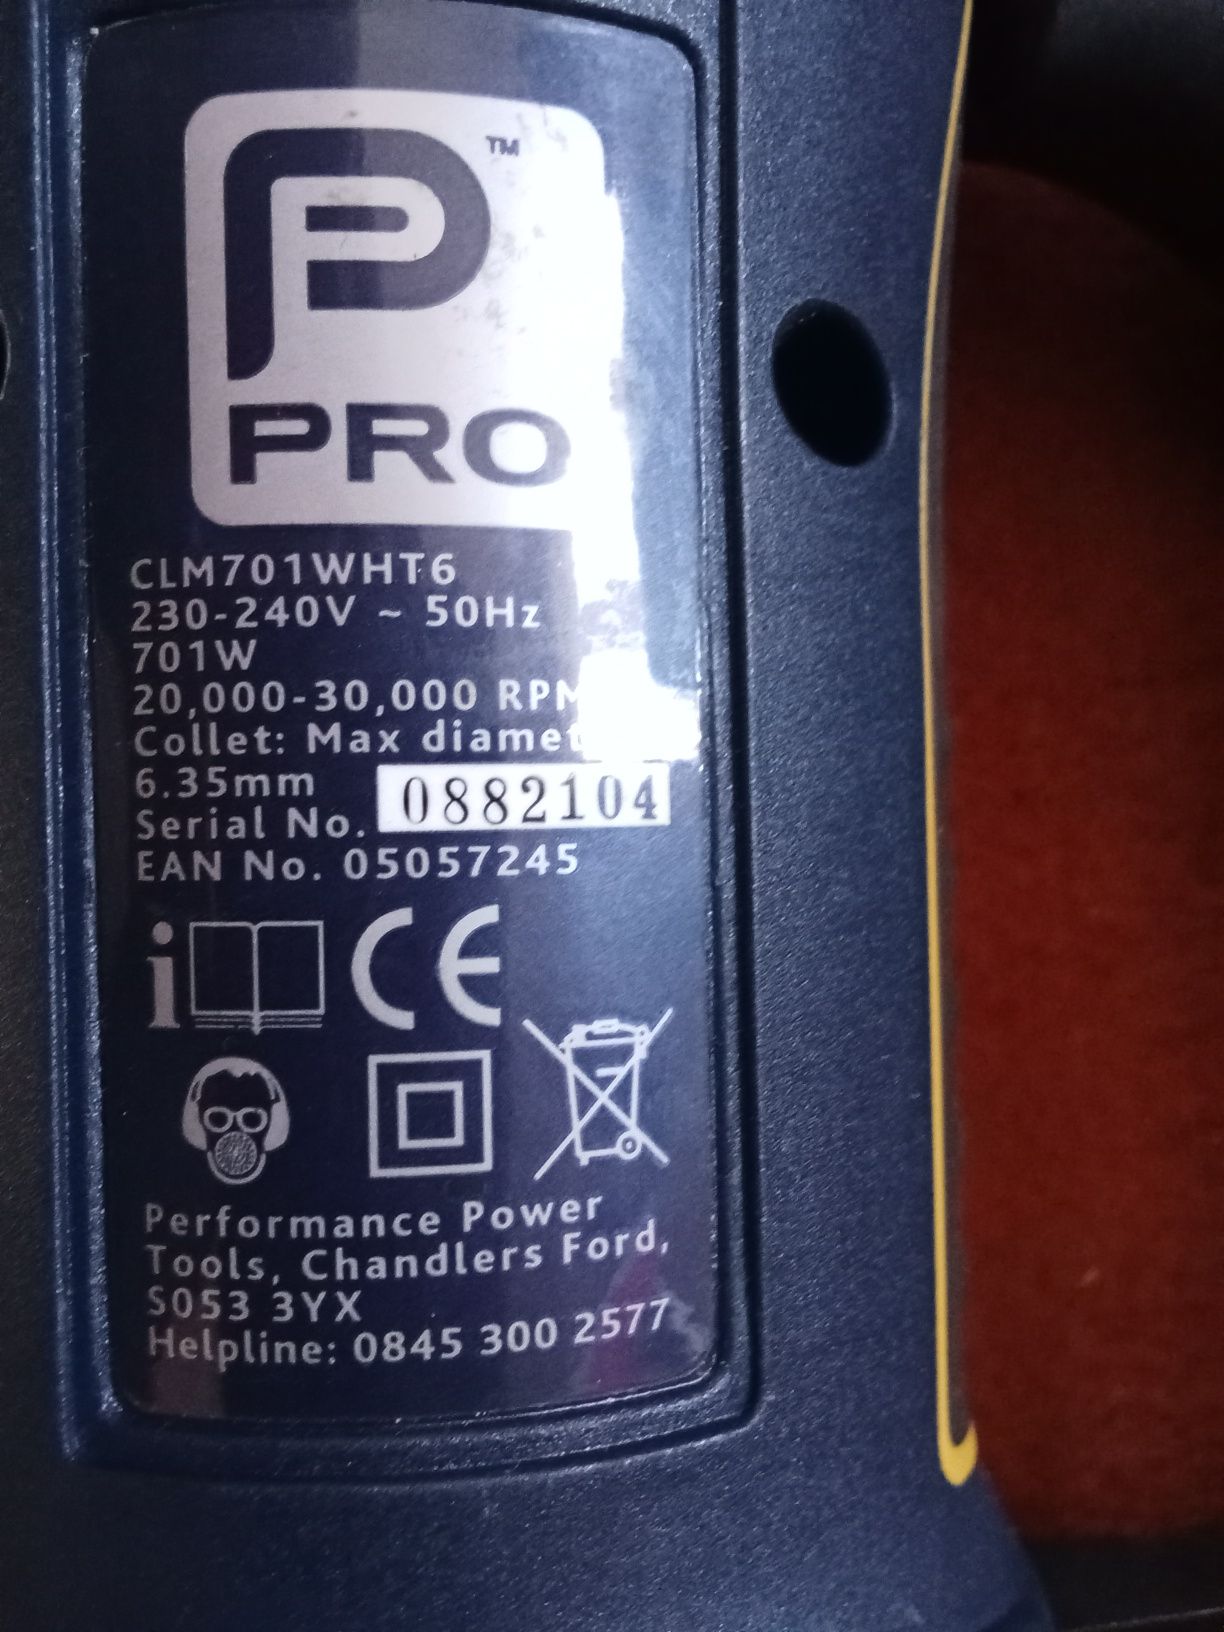 P™
PRO
CLM701WHT6
230-240V ~ 50Hz
701W
20,000-30,000 RPM
Collet: Max
6.35mm
Serial No. 0882104
EAN No. 05057245
i
CE
Performance Power
Tools, Chandlers Ford,
SO53 3YX
Helpline: 0845 300 2577